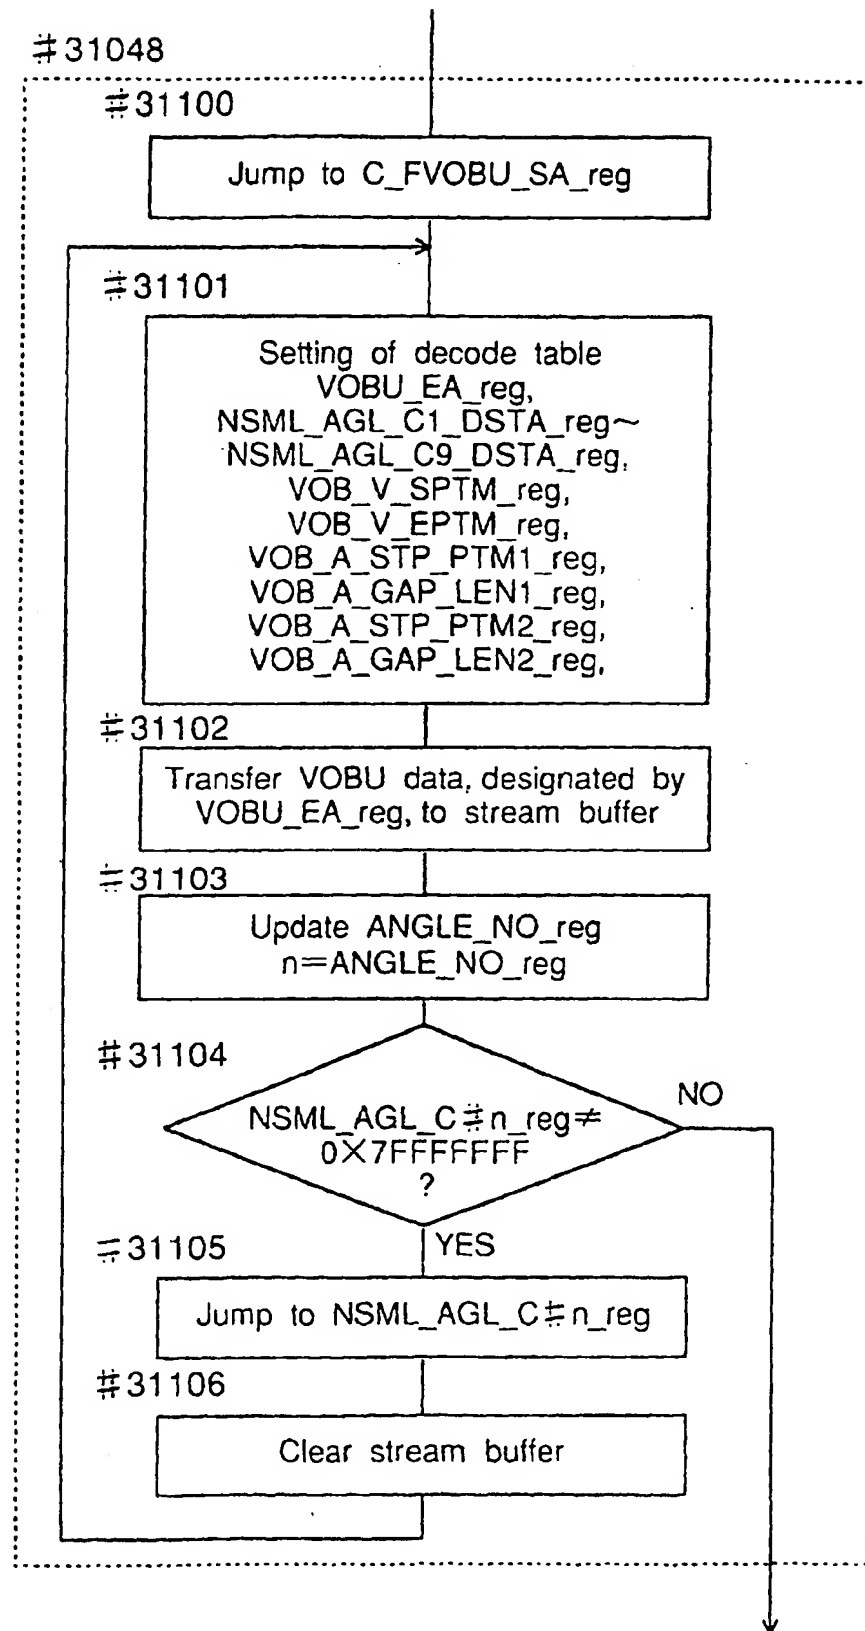 #31048
#31100
Jump to C_FVOBU_SA_reg
#31101
Setting of decode table
VOBU_EA_reg,
NSML_AGL_C1_DSTA_reg~
NSML_AGL_C9_DSTA_reg,
VOB_V_SPTM_reg,
VOB_V_EPTM_reg,
VOB_A_STP_PTM1_reg,
VOB_A_GAP_LEN1_reg,
VOB_A_STP_PTM2_reg,
VOB_A_GAP_LEN2_reg,
#31102
Transfer VOBU data, designated by
VOBU_EA_reg, to stream buffer
#31103
Update ANGLE_NO_reg
n=ANGLE_NO_reg
#31104
NSML_AGL_C#n_reg≠
0X7FFFFFFF
?
NO
YES
#31105
Jump to NSML_AGL_C#n_reg
#31106
Clear stream buffer